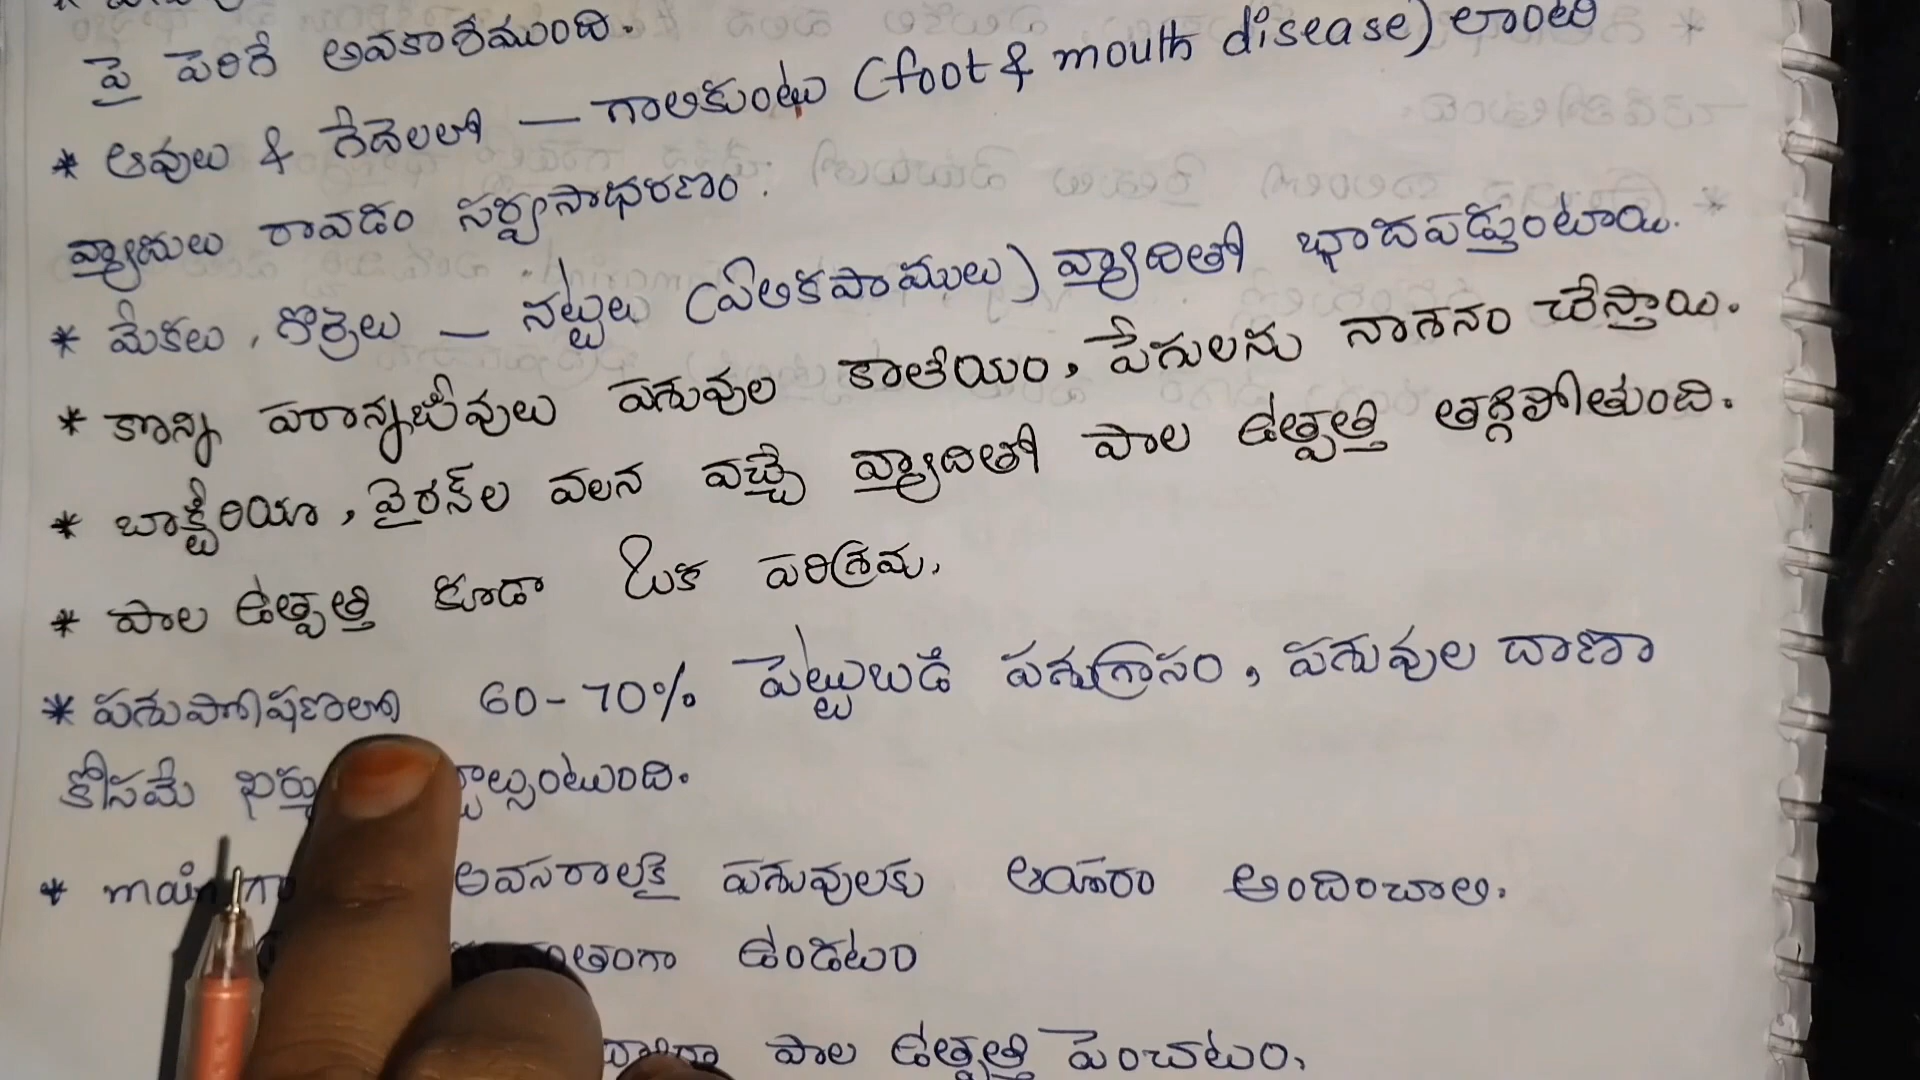 పై పెరిగే అవకాశముంది.
* ఆవులు & గేదెలలో — గాలికుంటు (foot & mouth disease) లాంటి
వ్యాదులు రావడం సర్వసాధరణం.
* మేకలు, గొర్రెలు — నట్టలు (ఏలికపాములు) వ్యాదితో భాదపడ్తుంటాయి.
* కొన్ని పరాన్నజీవులు పశువుల కాలేయం, పేగులను నాశనం చేస్తాయి.
* బాక్టీరియా, వైరస్‌ల వలన వచ్చే వ్యాదితో పాల ఉత్పత్తి తగ్గిపోతుంది.
* పాల ఉత్పత్తి కూడా ఒక పరిశ్రమ,
* పశుపోషణలో 60-70% పెట్టుబడి పశుగ్రాసం, పశువుల దాణా
కోసమే
* main గా అవసరాలకై పశువులకు ఆహారం అందించాలి.
ఉండటం
పాల ఉత్పత్తి పెంచటం,